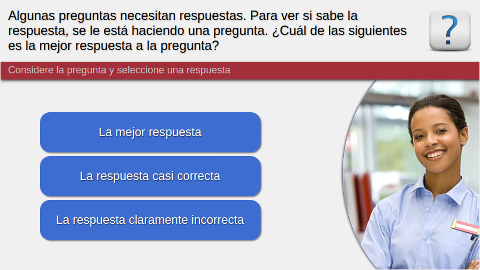 Algunas preguntas necesitan respuestas. Para ver si sabe la
respuesta, se le está haciendo una pregunta. ¿Cuál de las siguientes
es la mejor respuesta a la pregunta?
?
Considere la pregunta y seleccione una respuesta
La mejor respuesta
La respuesta casi correcta
La respuesta claramente incorrecta